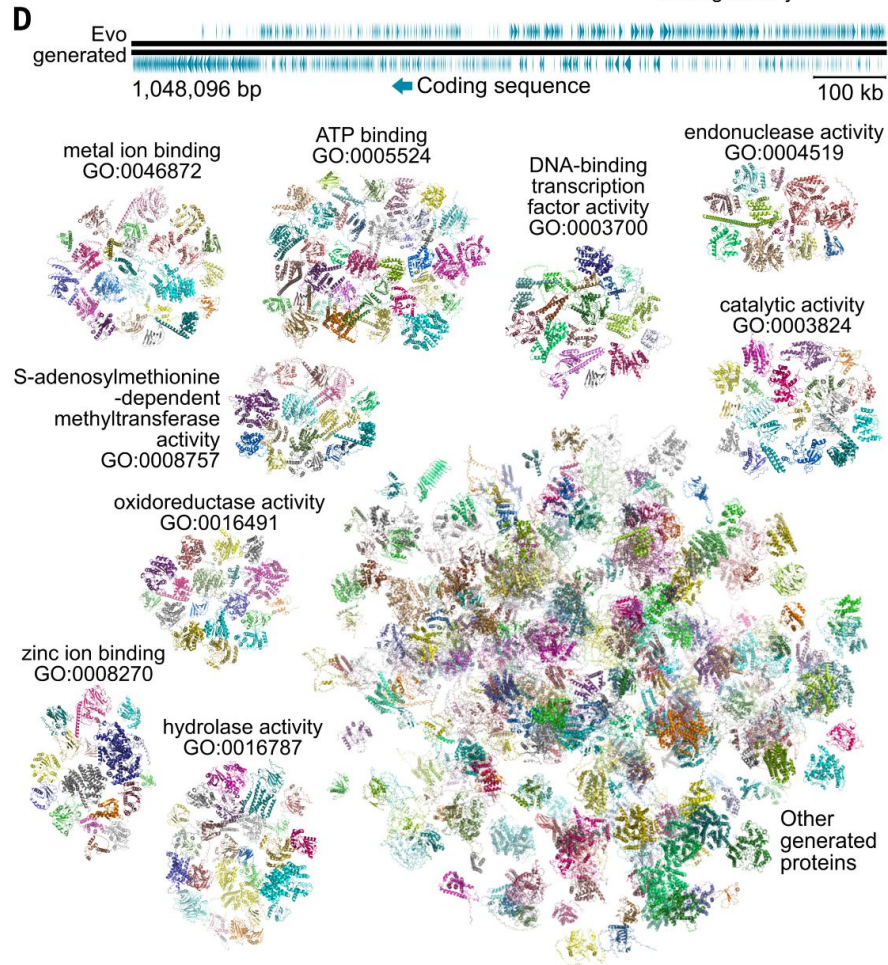 D
Evo
generated
1,048,096 bp
Coding sequence
100 kb
metal ion binding
GO:0046872
ATP binding
GO:0005524
DNA-binding
transcription
factor activity
GO:0003700
endonuclease activity
GO:0004519
catalytic activity
GO:0003824
S-adenosylmethionine
-dependent
methyltransferase
activity
GO:0008757
oxidoreductase activity
GO:0016491
zinc ion binding
GO:0008270
hydrolase activity
GO:0016787
Other
generated
proteins